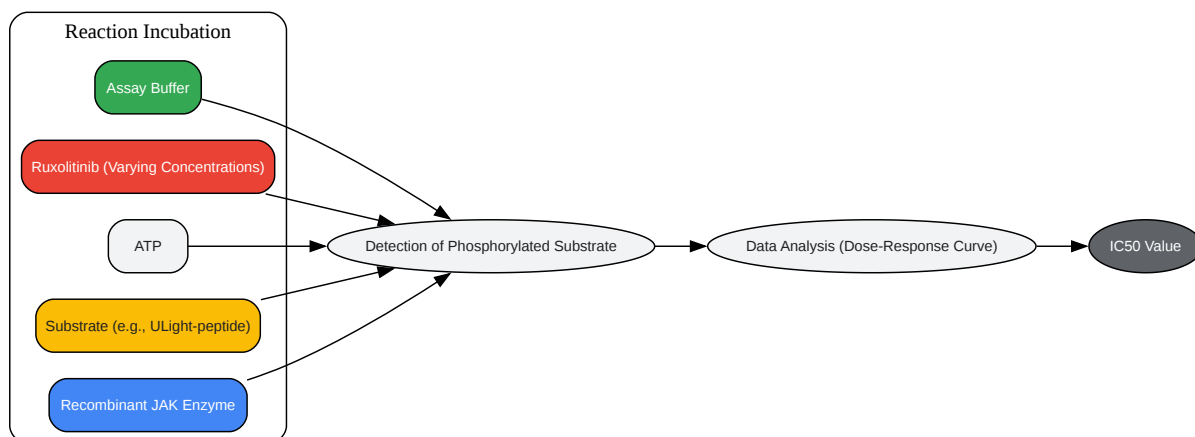 Reaction Incubation
Assay Buffer
Ruxolitinib (Varying Concentrations)
ATP
Detection of Phosphorylated Substrate
Data Analysis (Dose-Response Curve)
IC50 Value
Substrate (e.g., ULight-peptide)
Recombinant JAK Enzyme